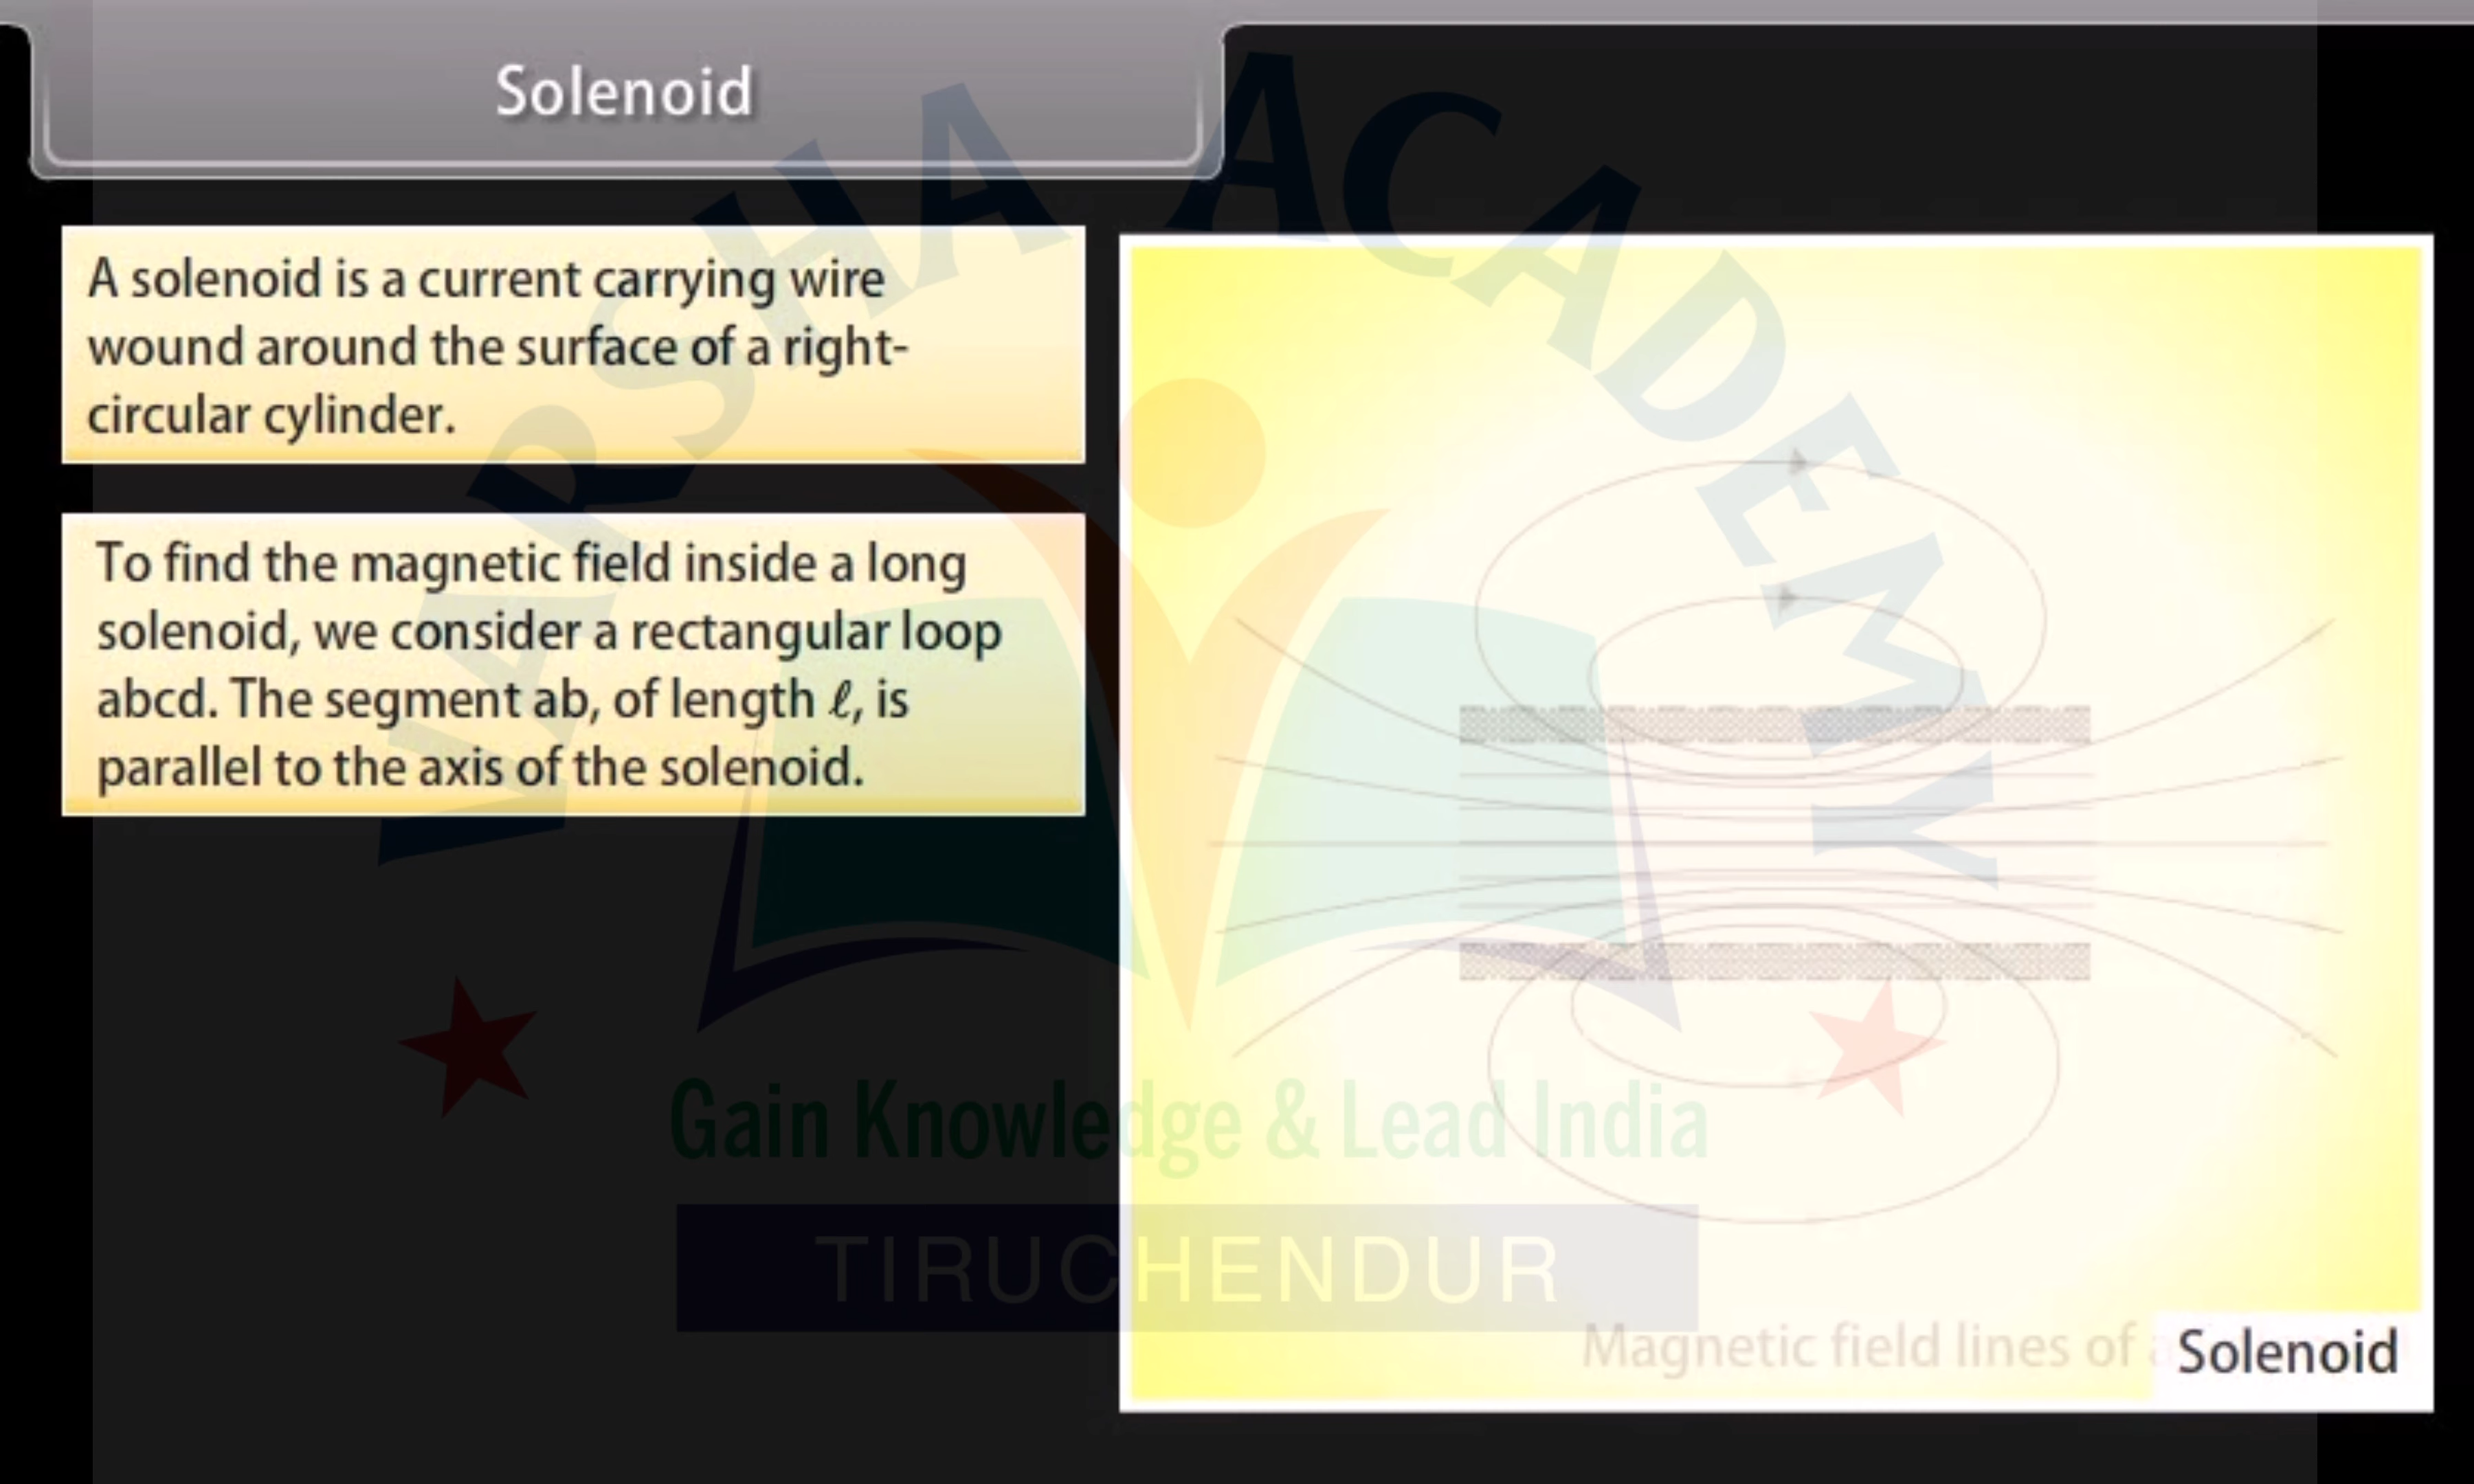 Solenoid
A solenoid is a current carrying wire
wound around the surface of a right-
circular cylinder.
To find the magnetic field inside a long
solenoid, we consider a rectangular loop
abcd. The segment ab, of length ℓ, is
parallel to the axis of the solenoid.
VARSHA ACADEMY
Gain Knowledge & Lead India
TIRUCHENDUR
Magnetic field lines of a
Solenoid